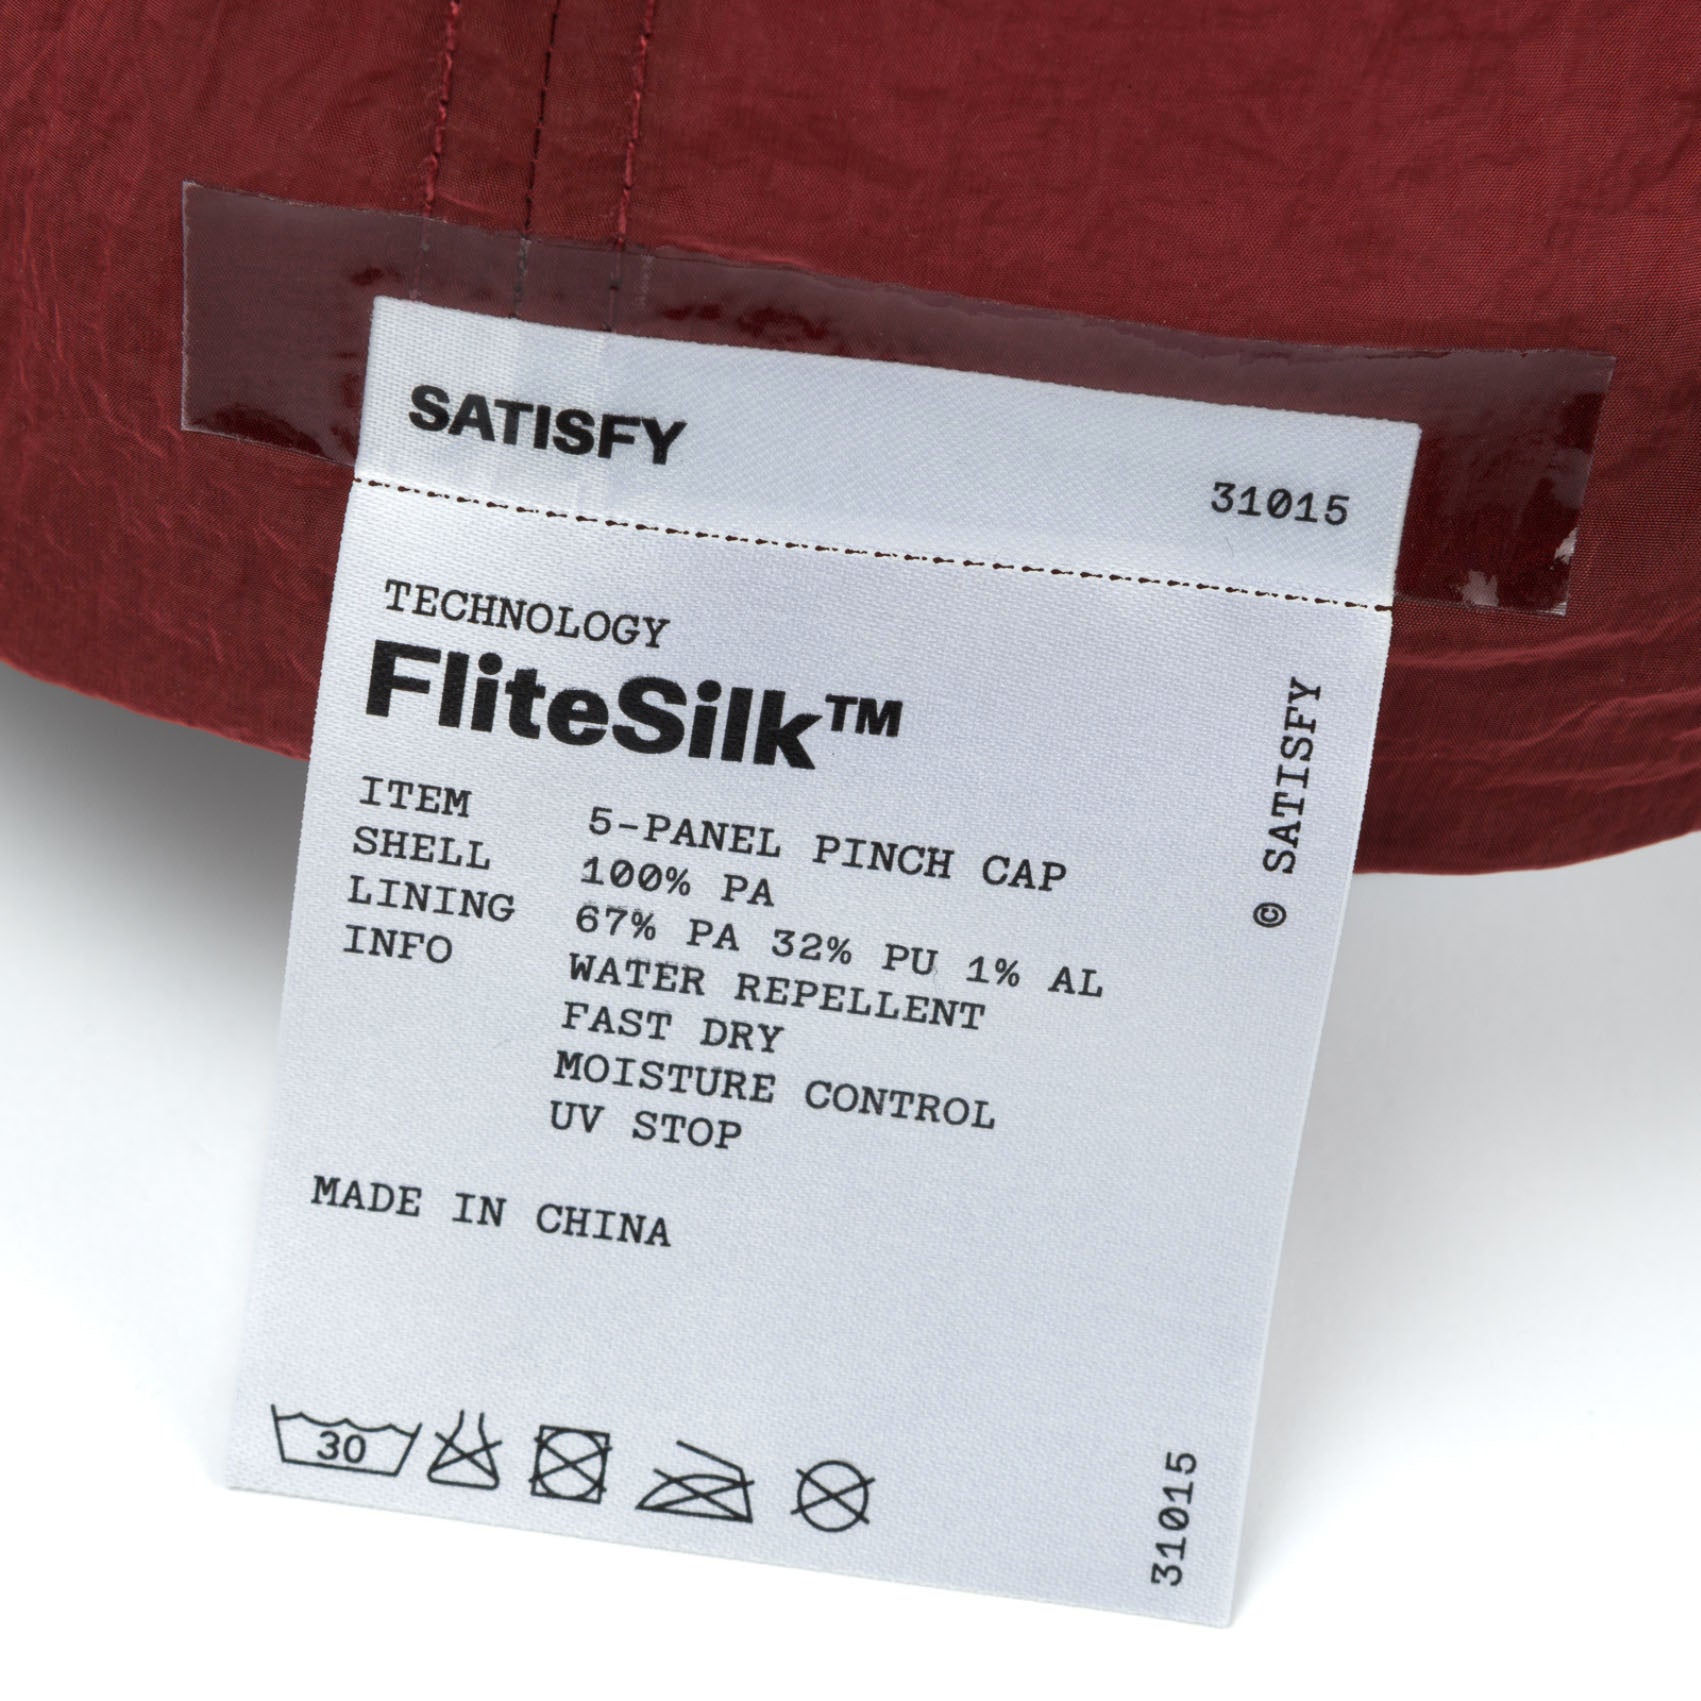 SATISFY
31015
TECHNOLOGY
FliteSilk™
ITEM 5-PANEL PINCH CAP
SHELL 100% PA
LINING 67% PA 32% PU 1% AL
INFO WATER REPELLENT
FAST DRY
MOISTURE CONTROL
UV STOP
MADE IN CHINA
30
© SATISFY
31015